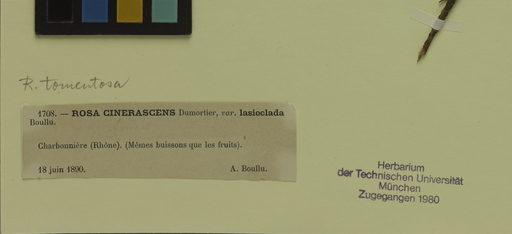 R. tomentosa
1708. — ROSA CINERASCENS Dumortier, var. lasioclada
Boullu.
Charbonnière (Rhône). (Mêmes buissons que les fruits).
18 juin 1890. A. Boullu.
Herbarium
der Technischen Universität
München
Zugegangen 1980